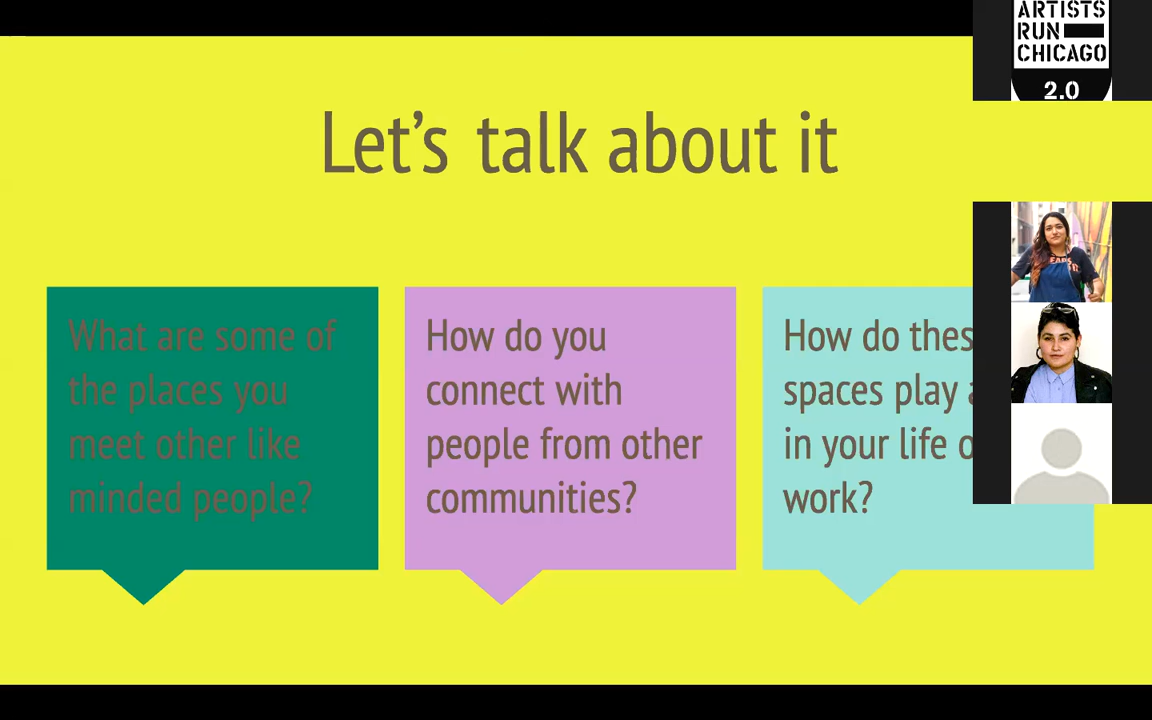 ARTISTS
RUN
CHICAGO
2.0
Let's talk about it
What are some of
the places you
meet other like
minded people?
How do you
connect with
people from other
communities?
How do thes
spaces play
in your life o
work?